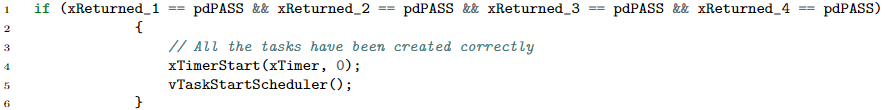 1 if (xReturned_1 == pdPASS && xReturned_2 == pdPASS && xReturned_3 == pdPASS && xReturned_4 == pdPASS)
2 {
3 // All the tasks have been created correctly
4 xTimerStart(xTimer, 0);
5 vTaskStartScheduler();
6 }